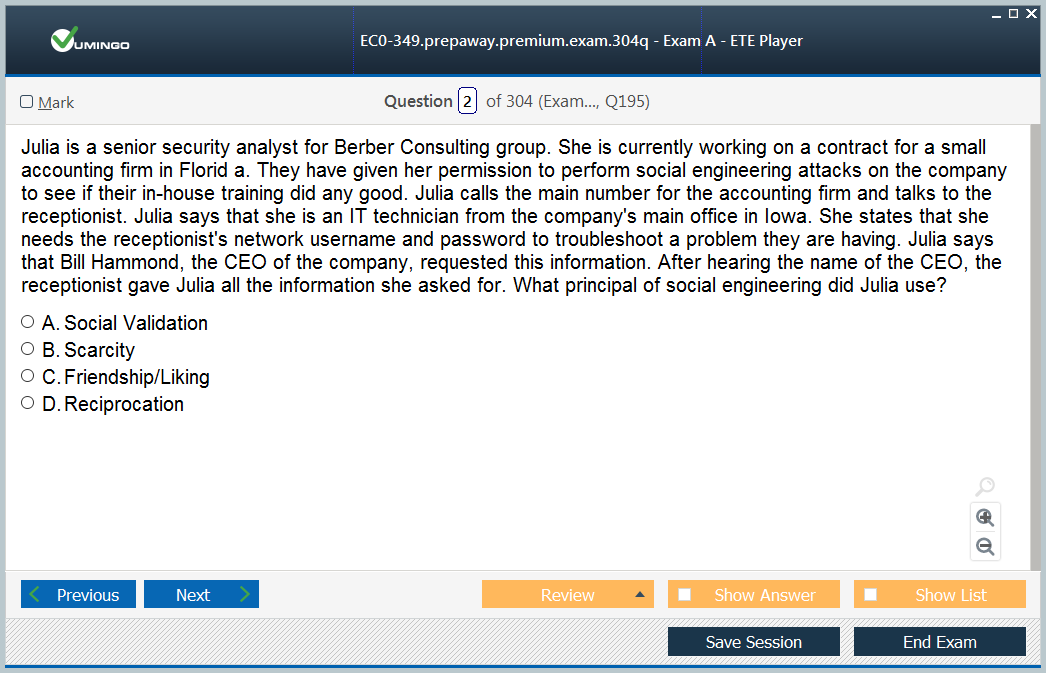 VUMINGO
EC0-349.prepaway.premium.exam.304q - Exam A - ETE Player
Mark
Question 2 of 304 (Exam..., Q195)
Julia is a senior security analyst for Berber Consulting group. She is currently working on a contract for a small
accounting firm in Florid a. They have given her permission to perform social engineering attacks on the company
to see if their in-house training did any good. Julia calls the main number for the accounting firm and talks to the
receptionist. Julia says that she is an IT technician from the company's main office in Iowa. She states that she
needs the receptionist's network username and password to troubleshoot a problem they are having. Julia says
that Bill Hammond, the CEO of the company, requested this information. After hearing the name of the CEO, the
receptionist gave Julia all the information she asked for. What principal of social engineering did Julia use?
A. Social Validation
B. Scarcity
C. Friendship/Liking
D. Reciprocation
Previous
Next
Review
Show Answer
Show List
Save Session
End Exam